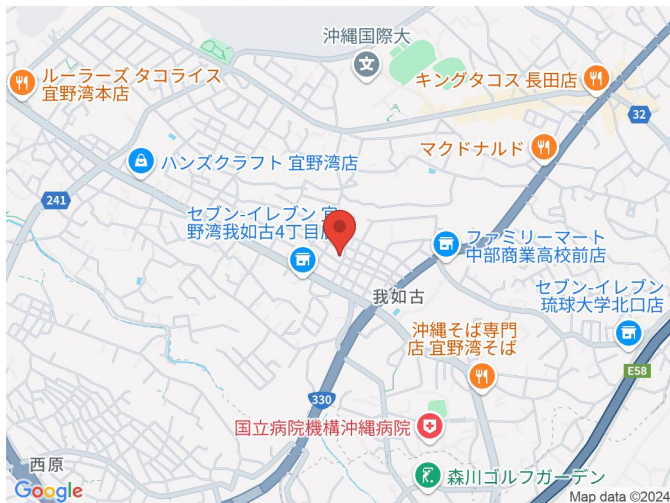 沖縄国際大
ルーラーズ タコライス
宜野湾本店
キングタコス 長田店
32
マクドナルド
ハンズクラフト 宜野湾店
241
セブン-イレブン 宜
野湾我如古4丁目店
ファミリーマート
中部商業高校前店
我如古
セブン-イレブン
琉球大学北口店
沖縄そば専門
店 宜野湾そば
E58
330
国立病院機構沖縄病院
西原
森川ゴルフガーデン
Google
Map data ©2024